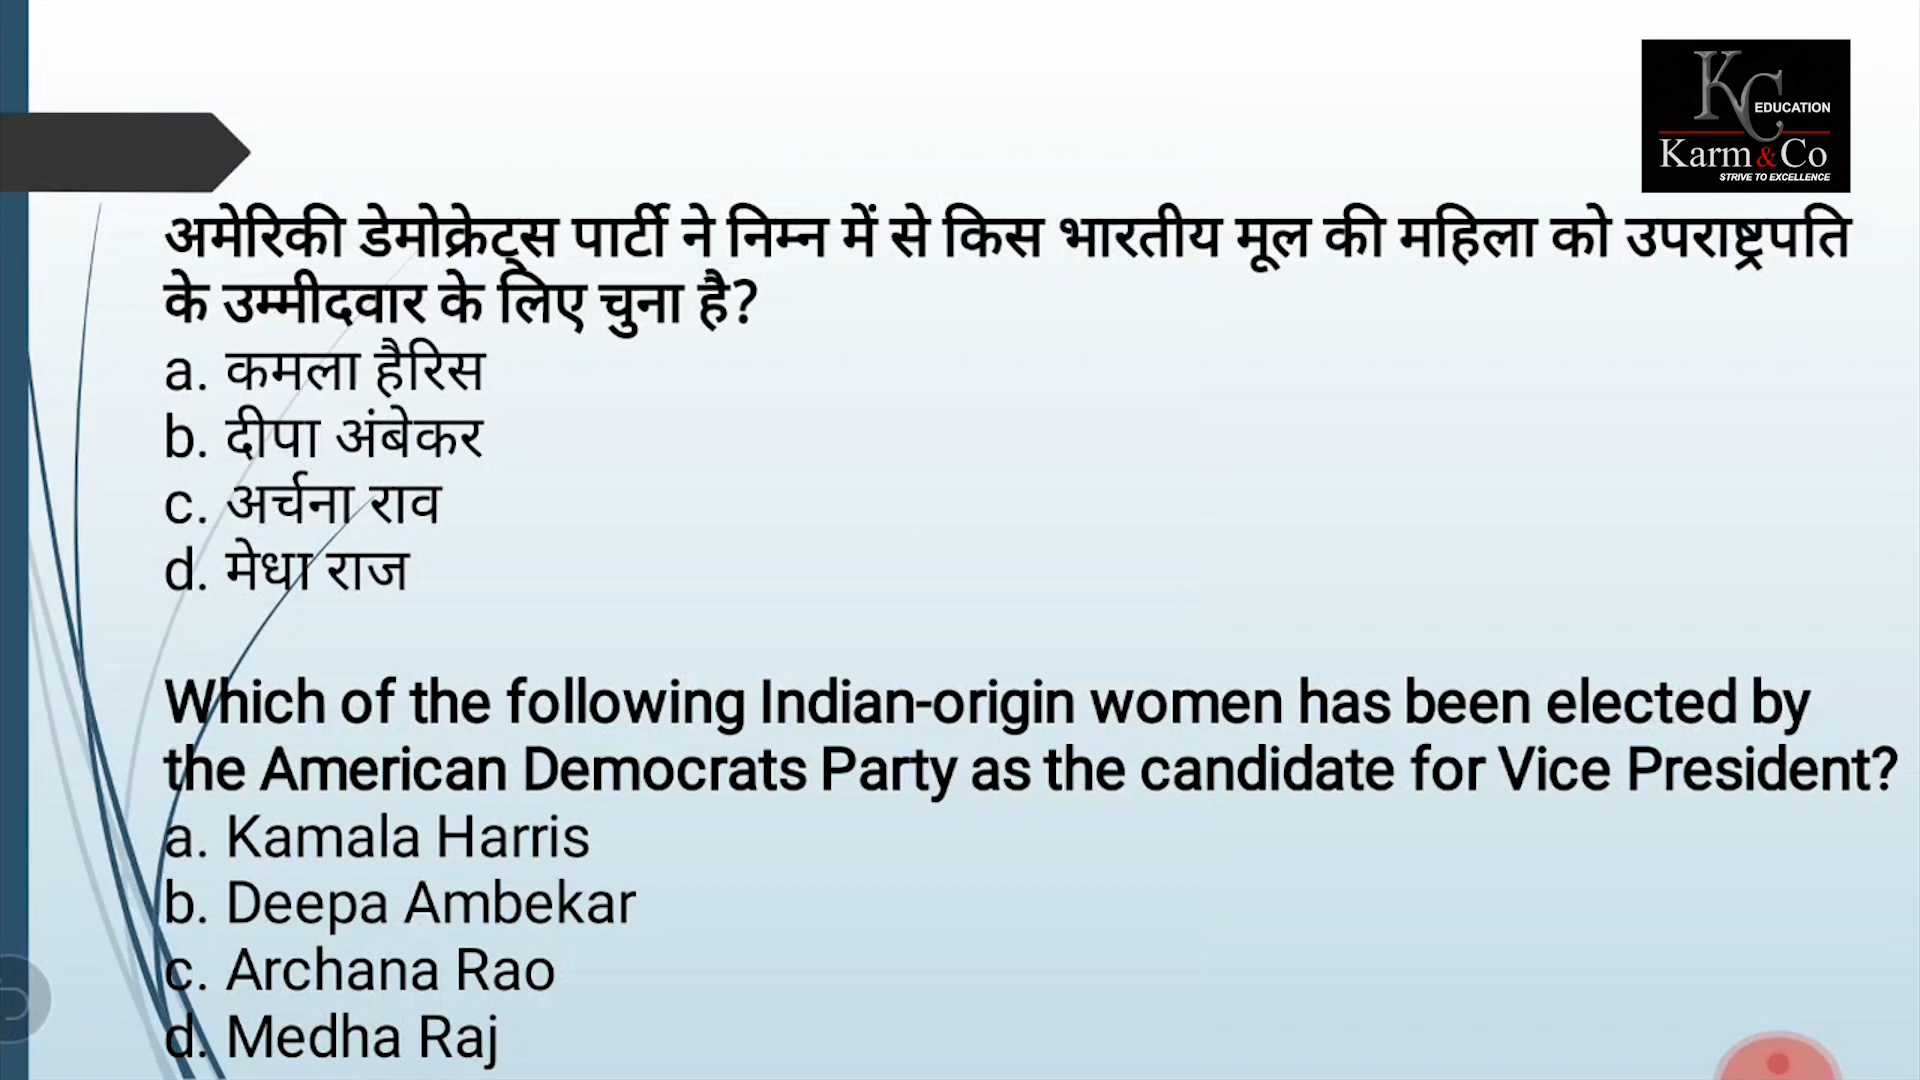 KC EDUCATION
Karm & Co
STRIVE TO EXCELLENCE
अमेरिकी डेमोक्रेट्स पार्टी ने निम्न में से किस भारतीय मूल की महिला को उपराष्ट्रपति
के उम्मीदवार के लिए चुना है?
a. कमला हैरिस
b. दीपा अंबेकर
c. अर्चना राव
d. मेधा राज
Which of the following Indian-origin women has been elected by
the American Democrats Party as the candidate for Vice President?
a. Kamala Harris
b. Deepa Ambekar
c. Archana Rao
d. Medha Raj